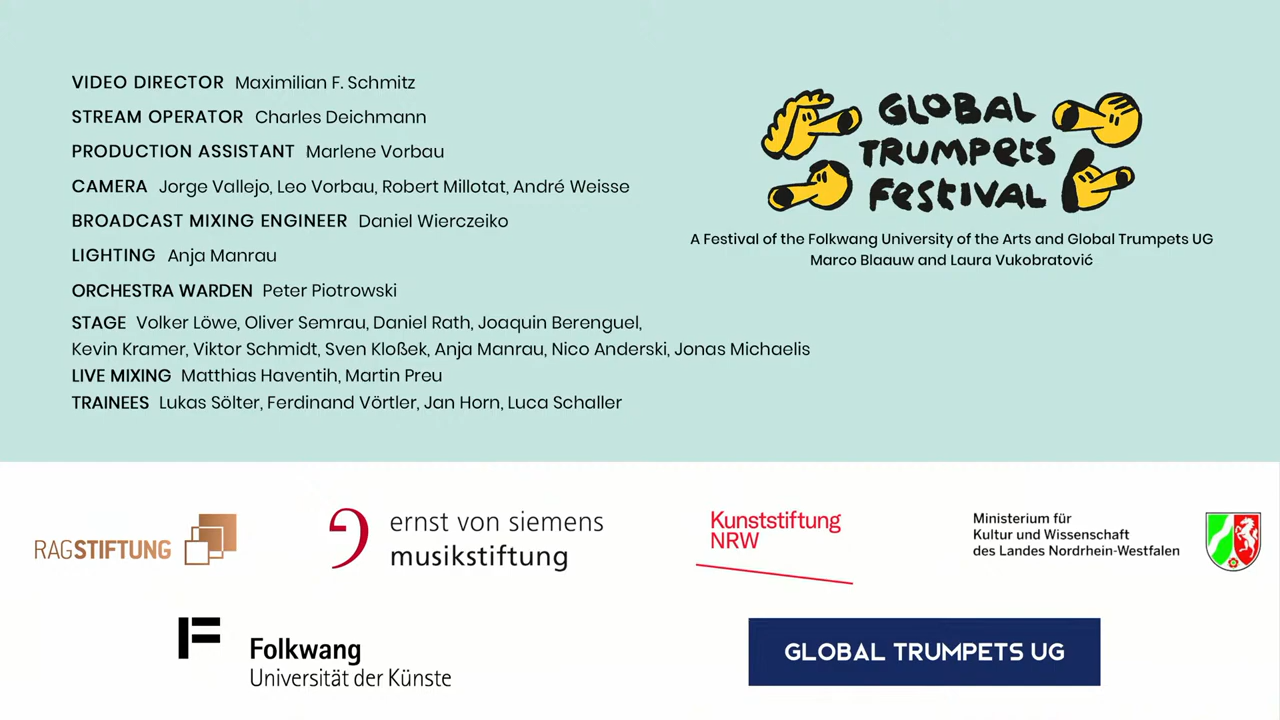 VIDEO DIRECTOR Maximilian F. Schmitz
STREAM OPERATOR Charles Deichmann
PRODUCTION ASSISTANT Marlene Vorbau
CAMERA Jorge Vallejo, Leo Vorbau, Robert Millotat, André Weisse
BROADCAST MIXING ENGINEER Daniel Wierczeiko
LIGHTING Anja Manrau
ORCHESTRA WARDEN Peter Piotrowski
STAGE Volker Löwe, Oliver Semrau, Daniel Rath, Joaquin Berenguel,
Kevin Kramer, Viktor Schmidt, Sven Kloßek, Anja Manrau, Nico Anderski, Jonas Michaelis
LIVE MIXING Matthias Haventih, Martin Preu
TRAINEES Lukas Sölter, Ferdinand Vörtler, Jan Horn, Luca Schaller
GLOBAL
TRUMPets
FestiVAL
A Festival of the Folkwang University of the Arts and Global Trumpets UG
Marco Blaauw and Laura Vukobratović
RAGSTIFTUNG
ernst von siemens
musikstiftung
Kunststiftung
NRW
Ministerium für
Kultur und Wissenschaft
des Landes Nordrhein-Westfalen
Folkwang
Universität der Künste
GLOBAL TRUMPETS UG